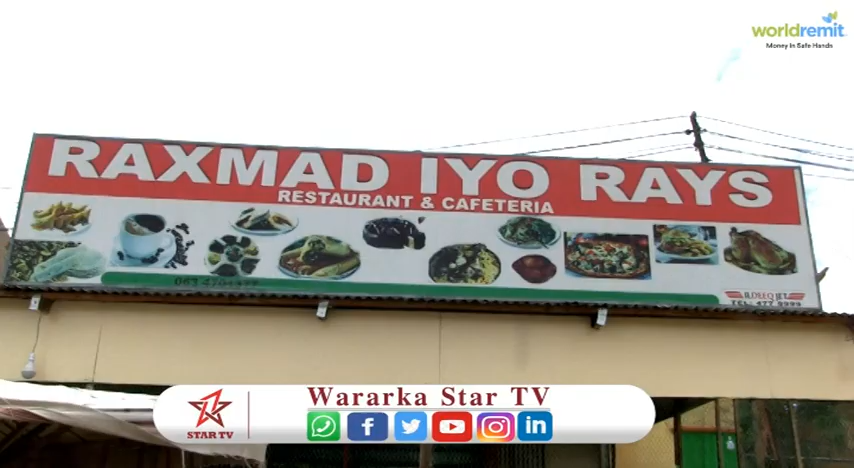 worldremit
Money In Safe Hands
RAXMAD IYO RAYS
RESTAURANT & CAFETERIA
Wararka Star TV
STAR TV